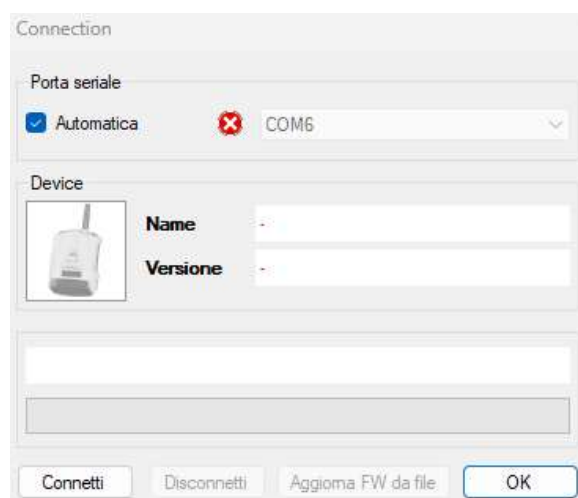 Connection
Porta seriale
Automatica COM6
Device
Name -
Versione -
Connetti Disconnetti Aggiorna FW da file OK